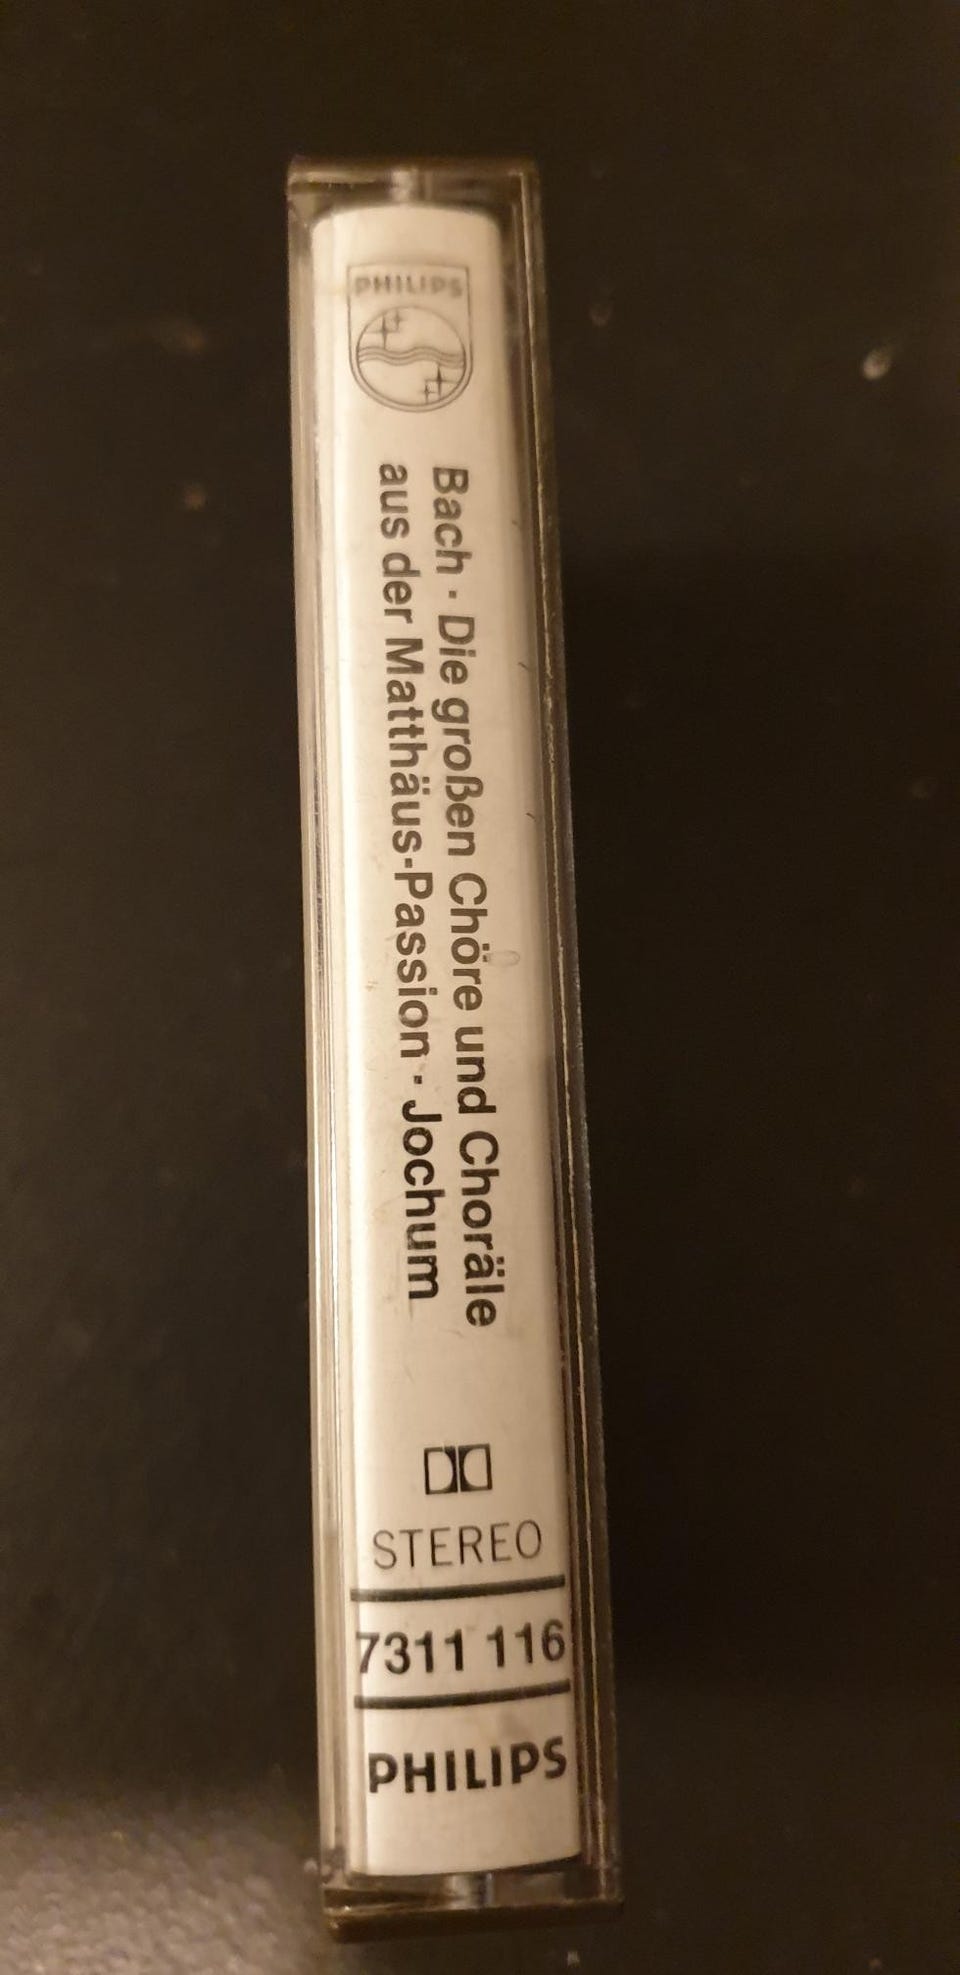 PHILIPS
Bach · Die großen Chöre und Choräle
aus der Matthäus-Passion · Jochum
STEREO
7311 116
PHILIPS